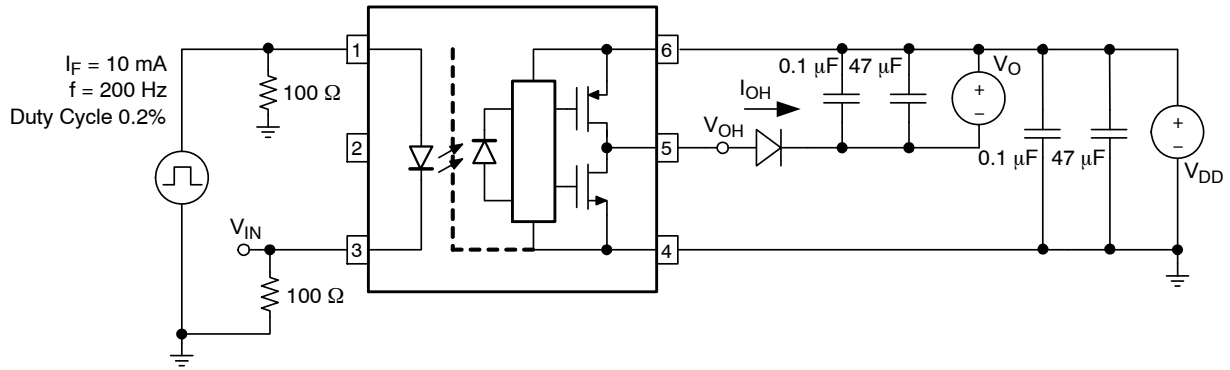 I_F = 10 mA
f = 200 Hz
Duty Cycle 0.2%
100 Ω
V_IN
100 Ω
1
2
3
6
5
4
V_OH
I_OH
0.1 μF 47 μF
V_O
+
−
0.1 μF 47 μF
+
−
V_DD